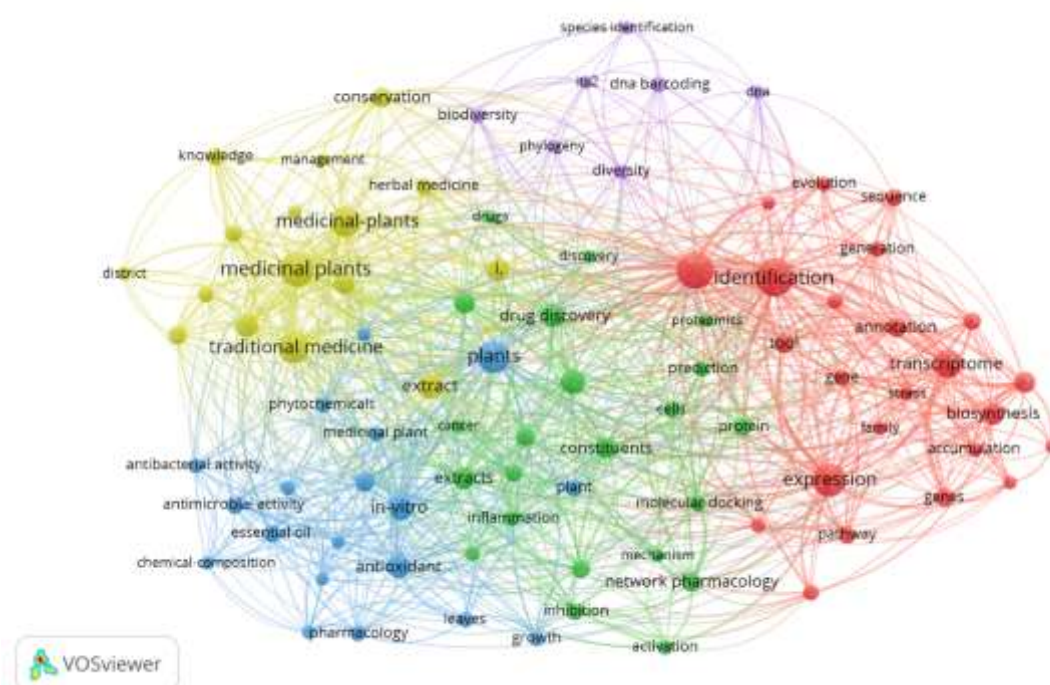 species identification
its2
dna barcoding
dna
conservation
biodiversity
phylogeny
knowledge
management
diversity
herbal medicine
evolution
sequence
medicinal-plants
drugs
generation
discovery
medicinal plants
l.
identification
district
drug discovery
proteomics
annotation
tool
traditional medicine
plants
prediction
gene
transcriptome
extract
stress
phytochemicals
cells
biosynthesis
cancer
protein
family
medicinal plant
constituents
accumulation
antibacterial activity
extracts
plant
expression
antimicrobial activity
in-vitro
inflammation
molecular docking
genes
essential oil
pathway
chemical composition
antioxidant
mechanism
network pharmacology
leaves
inhibition
pharmacology
growth
activation
VOSviewer